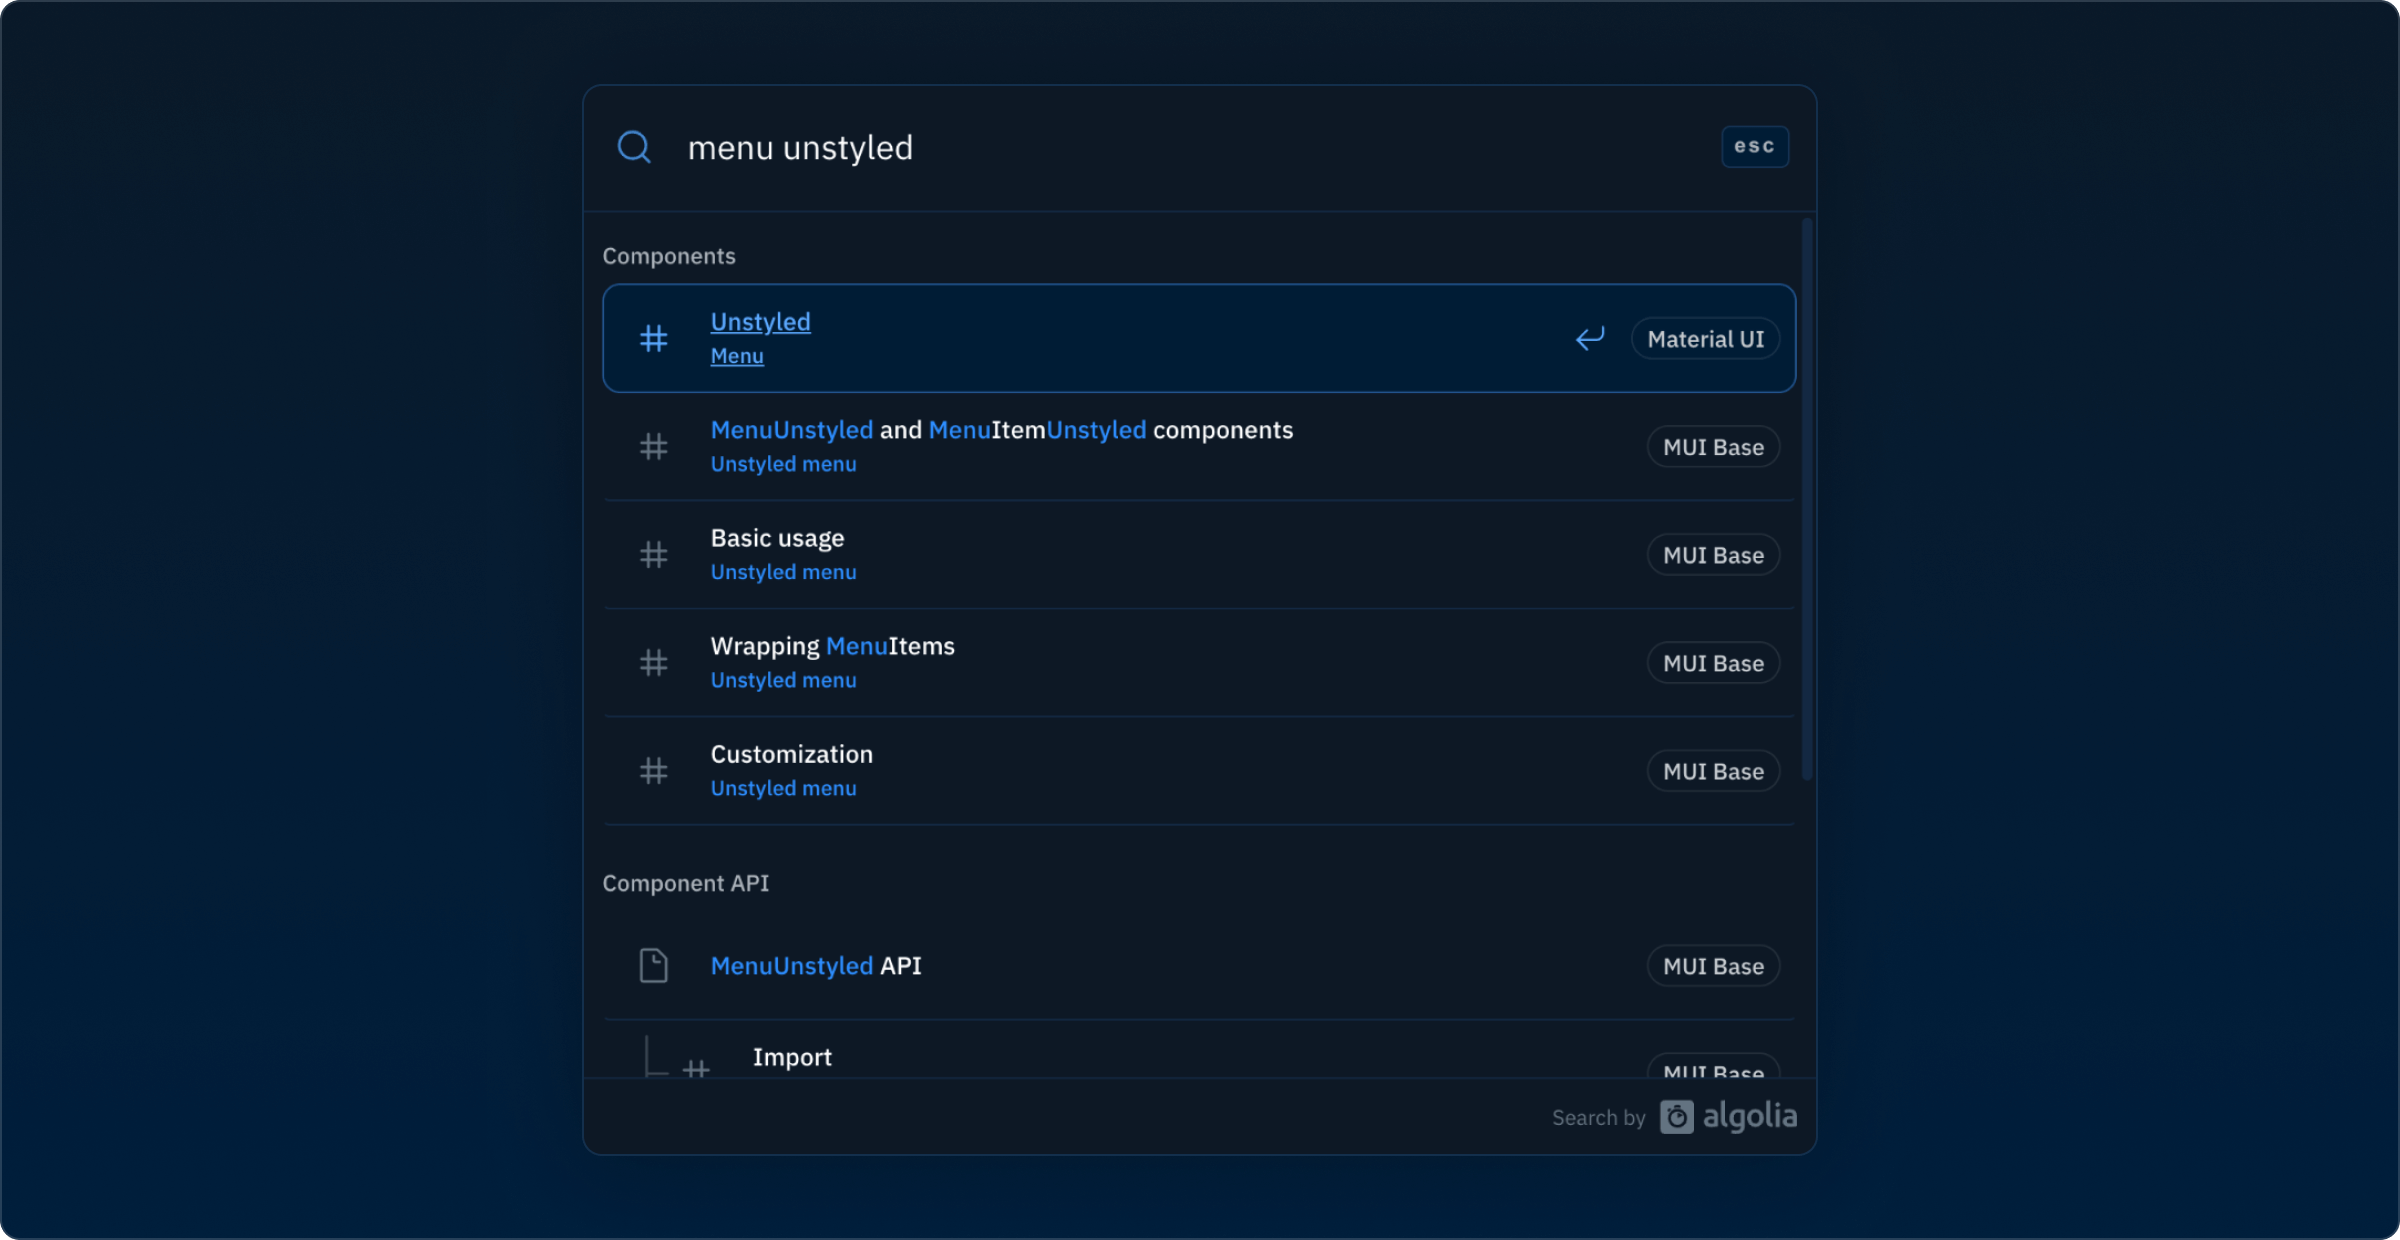 menu unstyled
esc
Components
Unstyled
Menu
Material UI
MenuUnstyled and MenuItemUnstyled components
Unstyled menu
MUI Base
Basic usage
Unstyled menu
MUI Base
Wrapping MenuItems
Unstyled menu
MUI Base
Customization
Unstyled menu
MUI Base
Component API
MenuUnstyled API
MUI Base
Import
MUI Base
Search by algolia